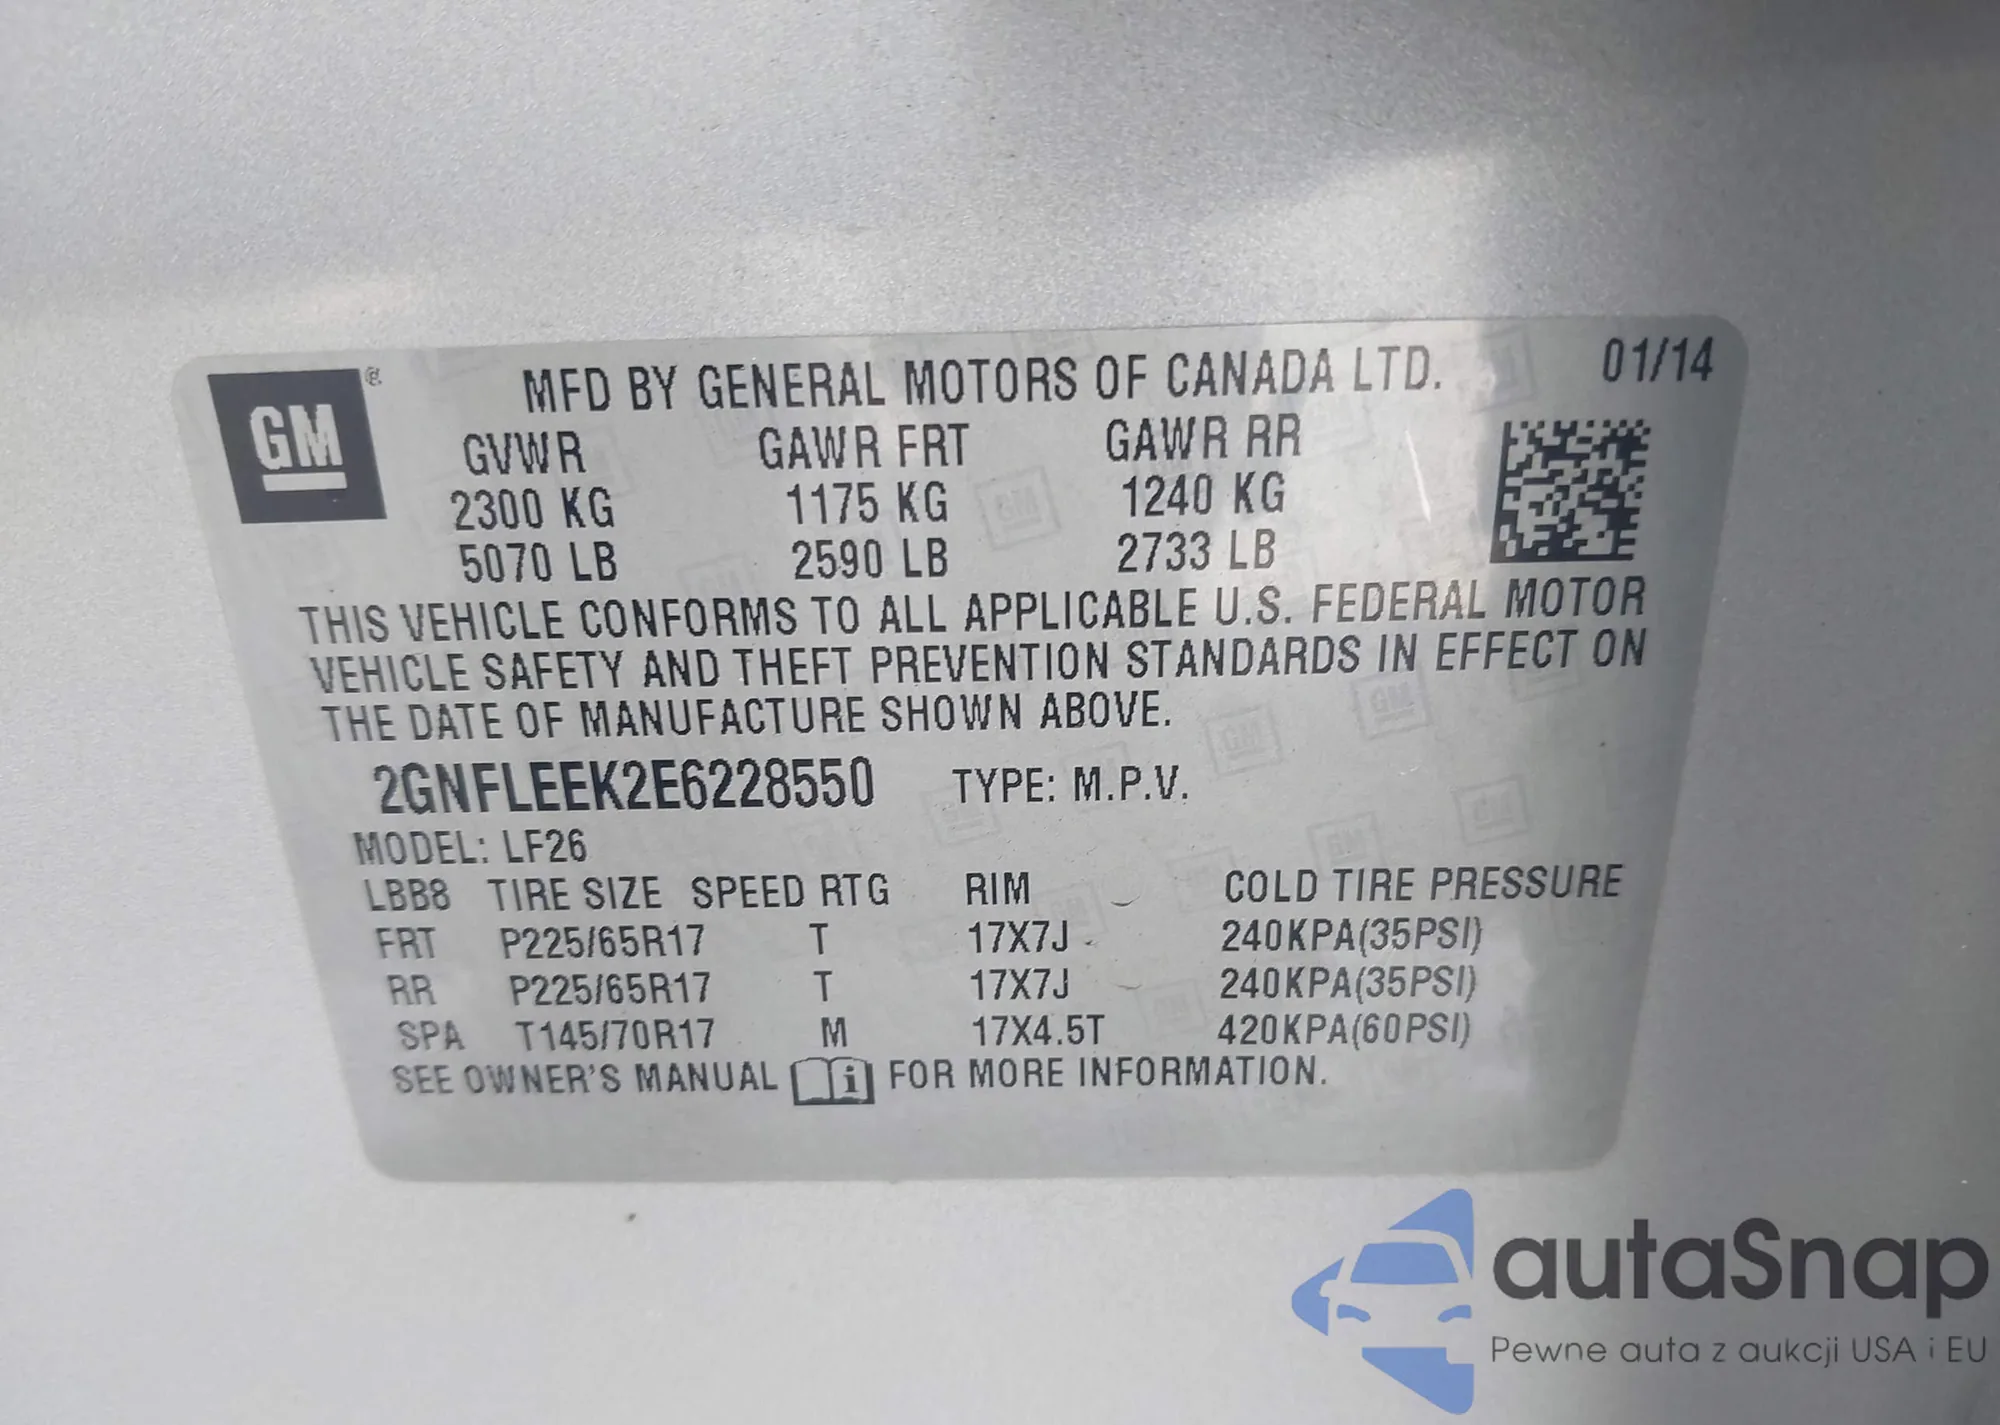 GM ®
MFD BY GENERAL MOTORS OF CANADA LTD. 01/14
GVWR GAWR FRT GAWR RR
2300 KG 1175 KG 1240 KG
5070 LB 2590 LB 2733 LB
THIS VEHICLE CONFORMS TO ALL APPLICABLE U.S. FEDERAL MOTOR
VEHICLE SAFETY AND THEFT PREVENTION STANDARDS IN EFFECT ON
THE DATE OF MANUFACTURE SHOWN ABOVE.
2GNFLEEK2E6228550 TYPE: M.P.V.
MODEL: LF26
LBB8 TIRE SIZE SPEED RTG RIM COLD TIRE PRESSURE
FRT P225/65R17 T 17X7J 240KPA(35PSI)
RR P225/65R17 T 17X7J 240KPA(35PSI)
SPA T145/70R17 M 17X4.5T 420KPA(60PSI)
SEE OWNER'S MANUAL i FOR MORE INFORMATION.
autaSnap
Pewne auta z aukcji USA i EU